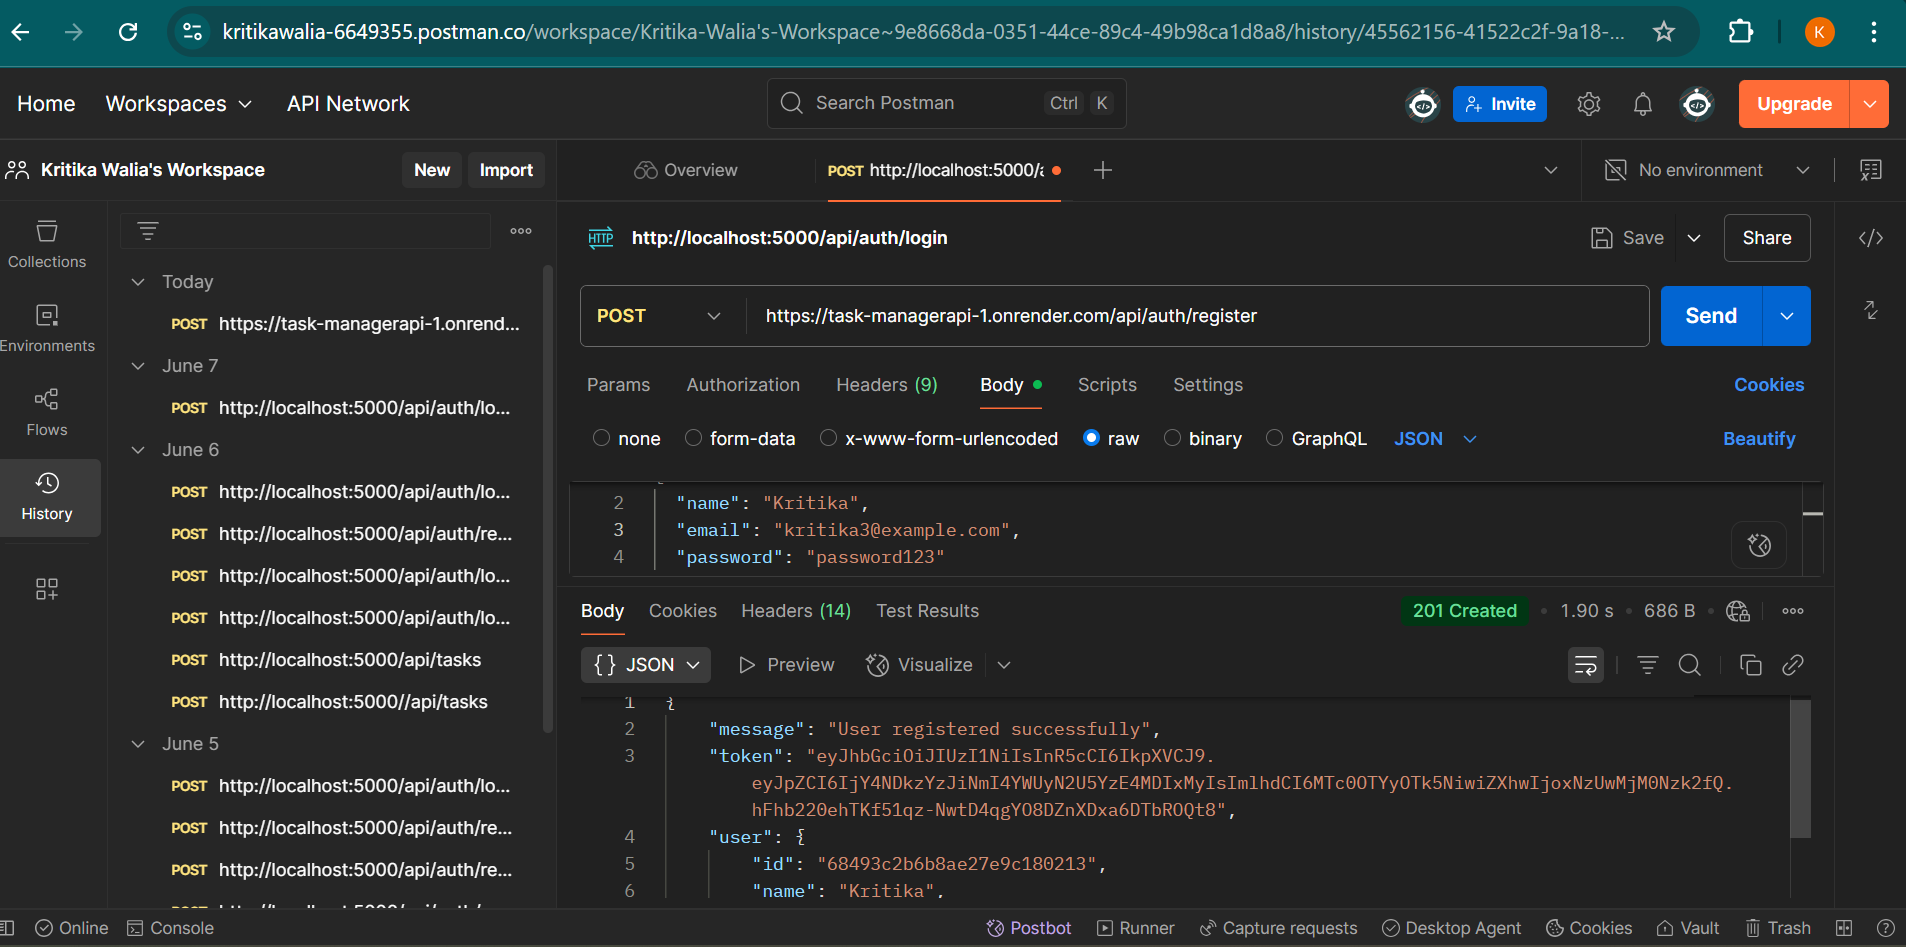 kritikawalia-6649355.postman.co/workspace/Kritika-Walia's-Workspace~9e8668da-0351-44ce-89c4-49b98ca1d8a8/history/45562156-41522c2f-9a18-...
K
Home Workspaces API Network
Search Postman Ctrl K
Invite
Upgrade
Kritika Walia's Workspace
New Import
Overview
POST http://localhost:5000/a
No environment
Collections
Environments
Flows
History
Today
POST https://task-managerapi-1.onrend...
June 7
POST http://localhost:5000/api/auth/lo...
June 6
POST http://localhost:5000/api/auth/lo...
POST http://localhost:5000/api/auth/re...
POST http://localhost:5000/api/auth/lo...
POST http://localhost:5000/api/auth/lo...
POST http://localhost:5000/api/tasks
POST http://localhost:5000//api/tasks
June 5
POST http://localhost:5000/api/auth/lo...
POST http://localhost:5000/api/auth/re...
POST http://localhost:5000/api/auth/re...
HTTP http://localhost:5000/api/auth/login
Save Share
POST https://task-managerapi-1.onrender.com/api/auth/register
Send
Params Authorization Headers (9) Body Scripts Settings Cookies
none form-data x-www-form-urlencoded raw binary GraphQL JSON Beautify
2 "name": "Kritika",
3 "email": "kritika3@example.com",
4 "password": "password123"
Body Cookies Headers (14) Test Results
201 Created • 1.90 s • 686 B •
{} JSON Preview Visualize
1 {
2 "message": "User registered successfully",
3 "token": "eyJhbGciOiJIUzI1NiIsInR5cCI6IkpXVCJ9.
eyJpZCI6IjY4NDkzYzJiNmI4YWUyN2U5YzE4MDIxMyIsImlhdCI6MTc0OTYyOTk5NiwiZXhwIjoxNzUwMjM0Nzk2fQ.
hFhb220ehTKf51qz-NwtD4qgYO8DZnXDxa6DTbROQt8",
4 "user": {
5 "id": "68493c2b6b8ae27e9c180213",
6 "name": "Kritika",
Online Console
Postbot Runner Capture requests Desktop Agent Cookies Vault Trash